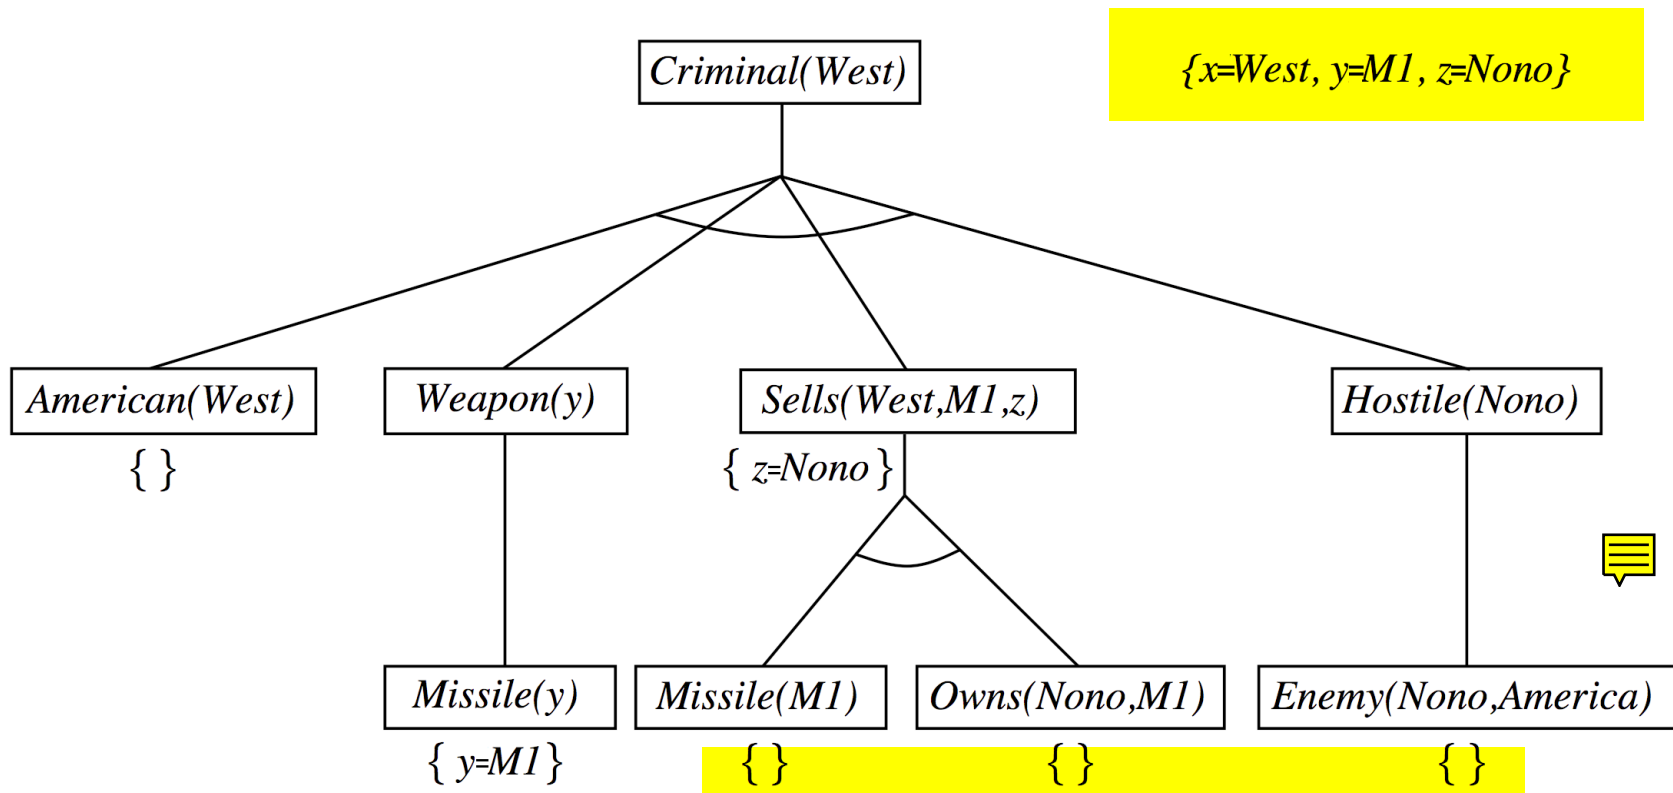 Criminal(West)
{x=West, y=M1, z=Nono}
American(West)
Weapon(y)
Sells(West,M1,z)
Hostile(Nono)
{ }
{ z=Nono }
Missile(y)
Missile(M1)
Owns(Nono,M1)
Enemy(Nono,America)
{ y=M1 }
{ }
{ }
{ }